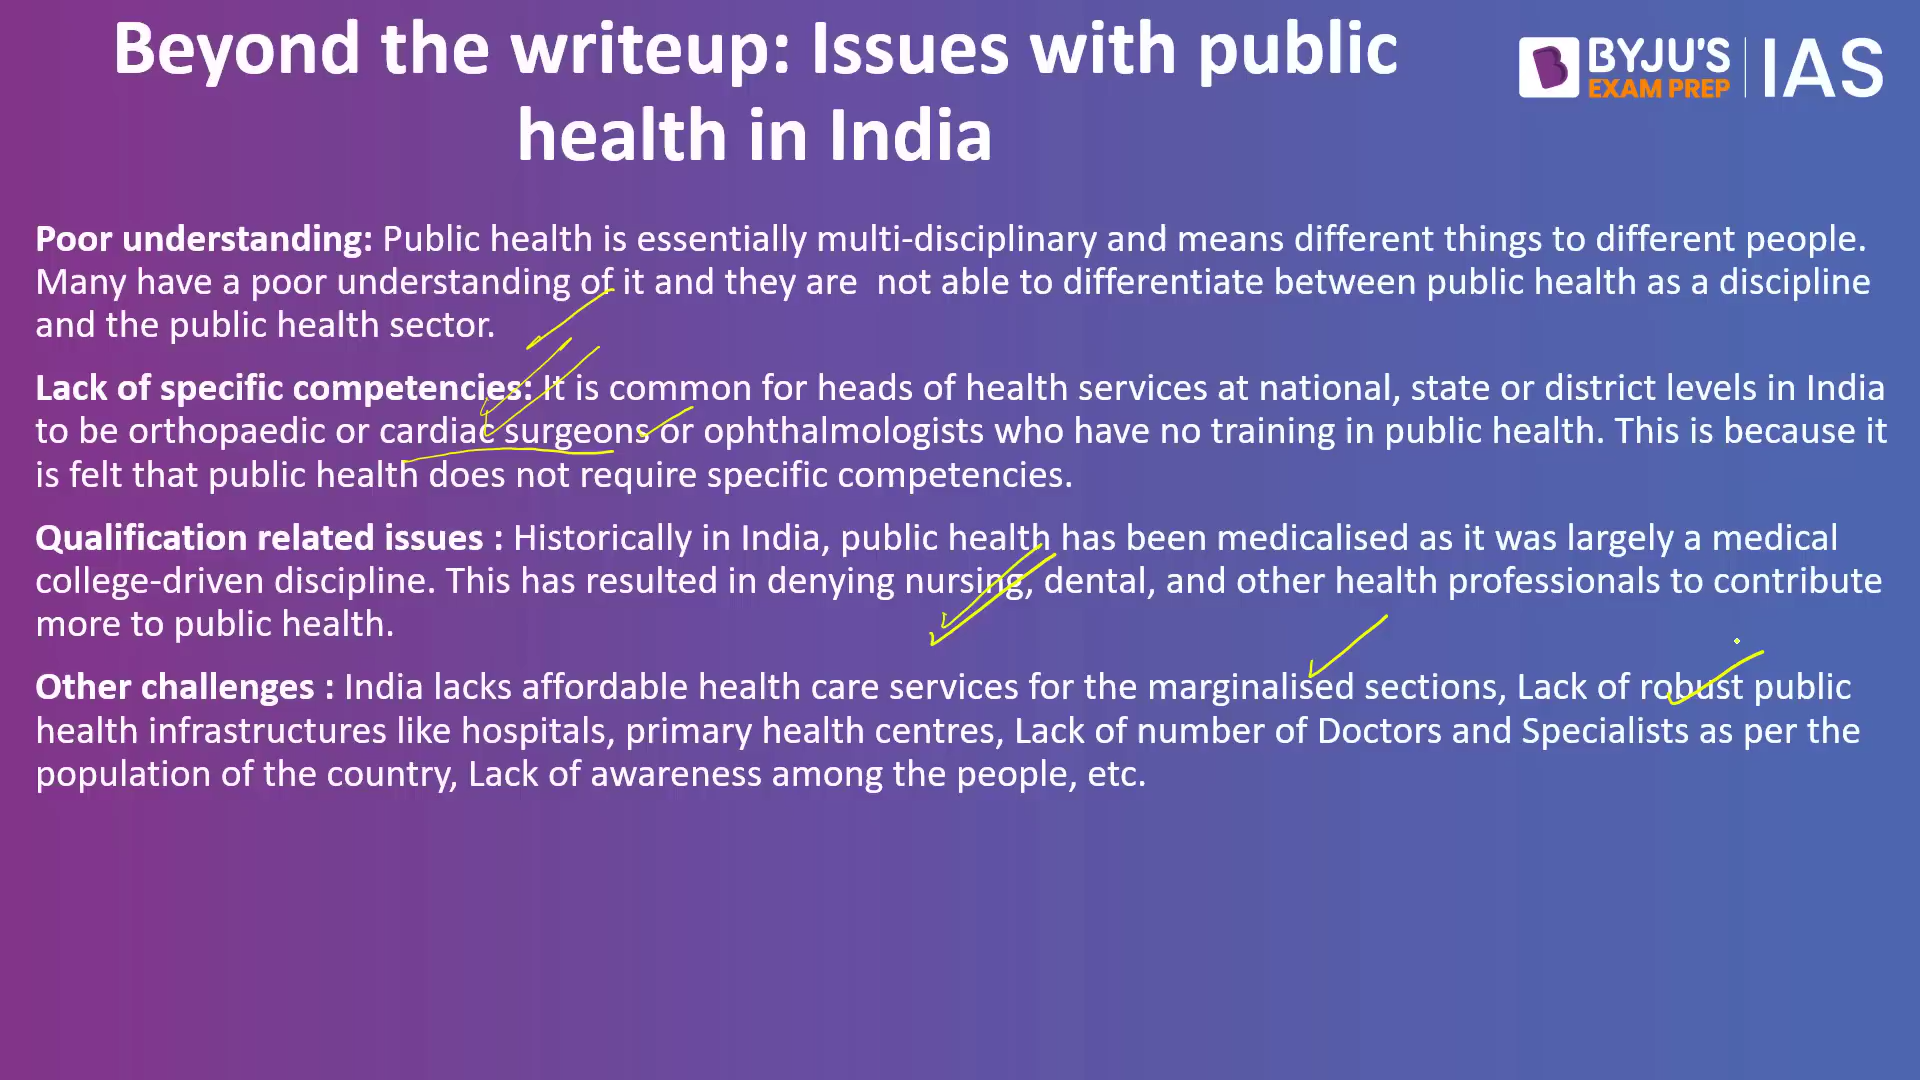 Beyond the writeup: Issues with public
health in India
BYJU'S
EXAM PREP
IAS
Poor understanding: Public health is essentially multi-disciplinary and means different things to different people.
Many have a poor understanding of it and they are  not able to differentiate between public health as a discipline
and the public health sector.
Lack of specific competencies: It is common for heads of health services at national, state or district levels in India
to be orthopaedic or cardiac surgeons or ophthalmologists who have no training in public health. This is because it
is felt that public health does not require specific competencies.
Qualification related issues : Historically in India, public health has been medicalised as it was largely a medical
college-driven discipline. This has resulted in denying nursing, dental, and other health professionals to contribute
more to public health.
Other challenges : India lacks affordable health care services for the marginalised sections, Lack of robust public
health infrastructures like hospitals, primary health centres, Lack of number of Doctors and Specialists as per the
population of the country, Lack of awareness among the people, etc.